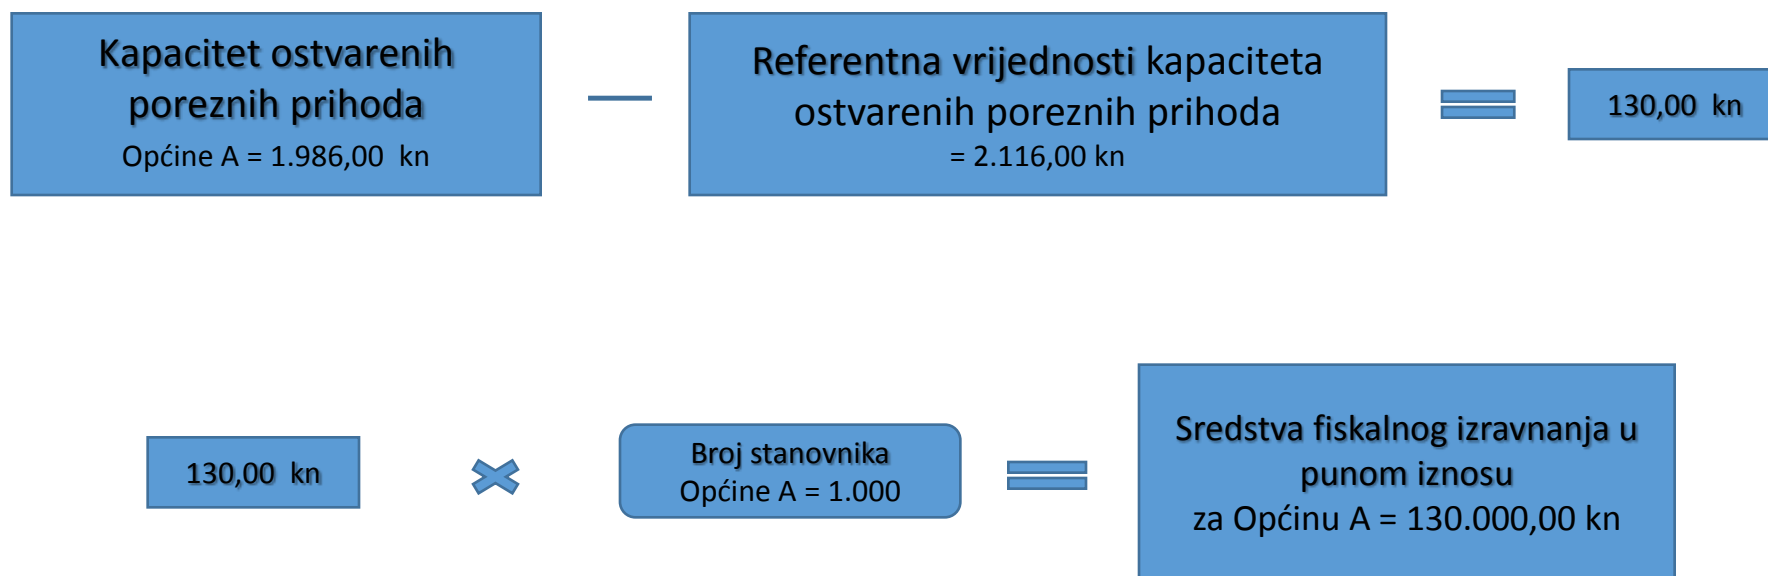 Kapacitet ostvarenih
poreznih prihoda
Općine A = 1.986,00 kn
Referentna vrijednosti kapaciteta
ostvarenih poreznih prihoda
= 2.116,00 kn
130,00 kn
130,00 kn
Broj stanovnika
Općine A = 1.000
Sredstva fiskalnog izravnanja u
punom iznosu
za Općinu A = 130.000,00 kn